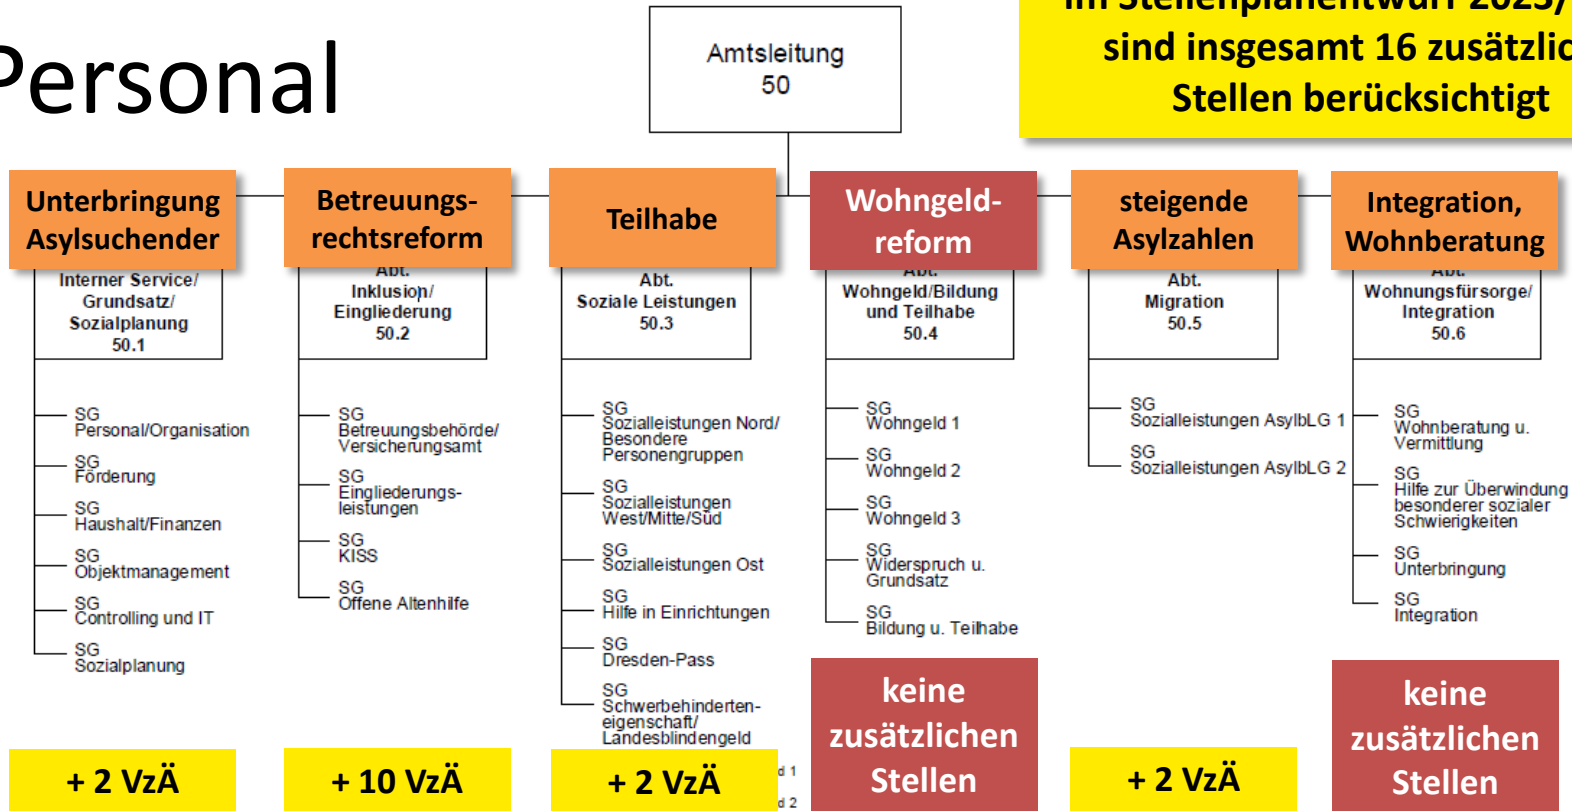 Personal
Amtsleitung
50
im Stellenplanentwurf 2023/
sind insgesamt 16 zusätzlic
Stellen berücksichtigt
Unterbringung
Asylsuchender
Interner Service/
Grundsatz/
Sozialplanung
50.1
SG
Personal/Organisation
SG
Förderung
SG
Haushalt/Finanzen
SG
Objektmanagement
SG
Controlling und IT
SG
Sozialplanung
+ 2 VzÄ
Betreuungs-
rechtsreform
Abt.
Inklusion/
Eingliederung
50.2
SG
Betreuungsbehörde/
Versicherungsamt
SG
Eingliederungs-
leistungen
SG
KISS
SG
Offene Altenhilfe
+ 10 VzÄ
Teilhabe
Abt.
Soziale Leistungen
50.3
SG
Sozialleistungen Nord/
Besondere
Personengruppen
SG
Sozialleistungen
West/Mitte/Süd
SG
Sozialleistungen Ost
SG
Hilfe in Einrichtungen
SG
Dresden-Pass
SG
Schwerbehinderten-
eigenschaft/
Landesblindengeld
d 1
d 2
+ 2 VzÄ
Wohngeld-
reform
Abt.
Wohngeld/Bildung
und Teilhabe
50.4
SG
Wohngeld 1
SG
Wohngeld 2
SG
Wohngeld 3
SG
Widerspruch u.
Grundsatz
SG
Bildung u. Teilhabe
keine
zusätzlichen
Stellen
steigende
Asylzahlen
Abt.
Migration
50.5
SG
Sozialleistungen AsylbLG 1
SG
Sozialleistungen AsylbLG 2
+ 2 VzÄ
Integration,
Wohnberatung
Abt.
Wohnungsfürsorge/
Integration
50.6
SG
Wohnberatung u.
Vermittlung
SG
Hilfe zur Überwindung
besonderer sozialer
Schwierigkeiten
SG
Unterbringung
SG
Integration
keine
zusätzlichen
Stellen